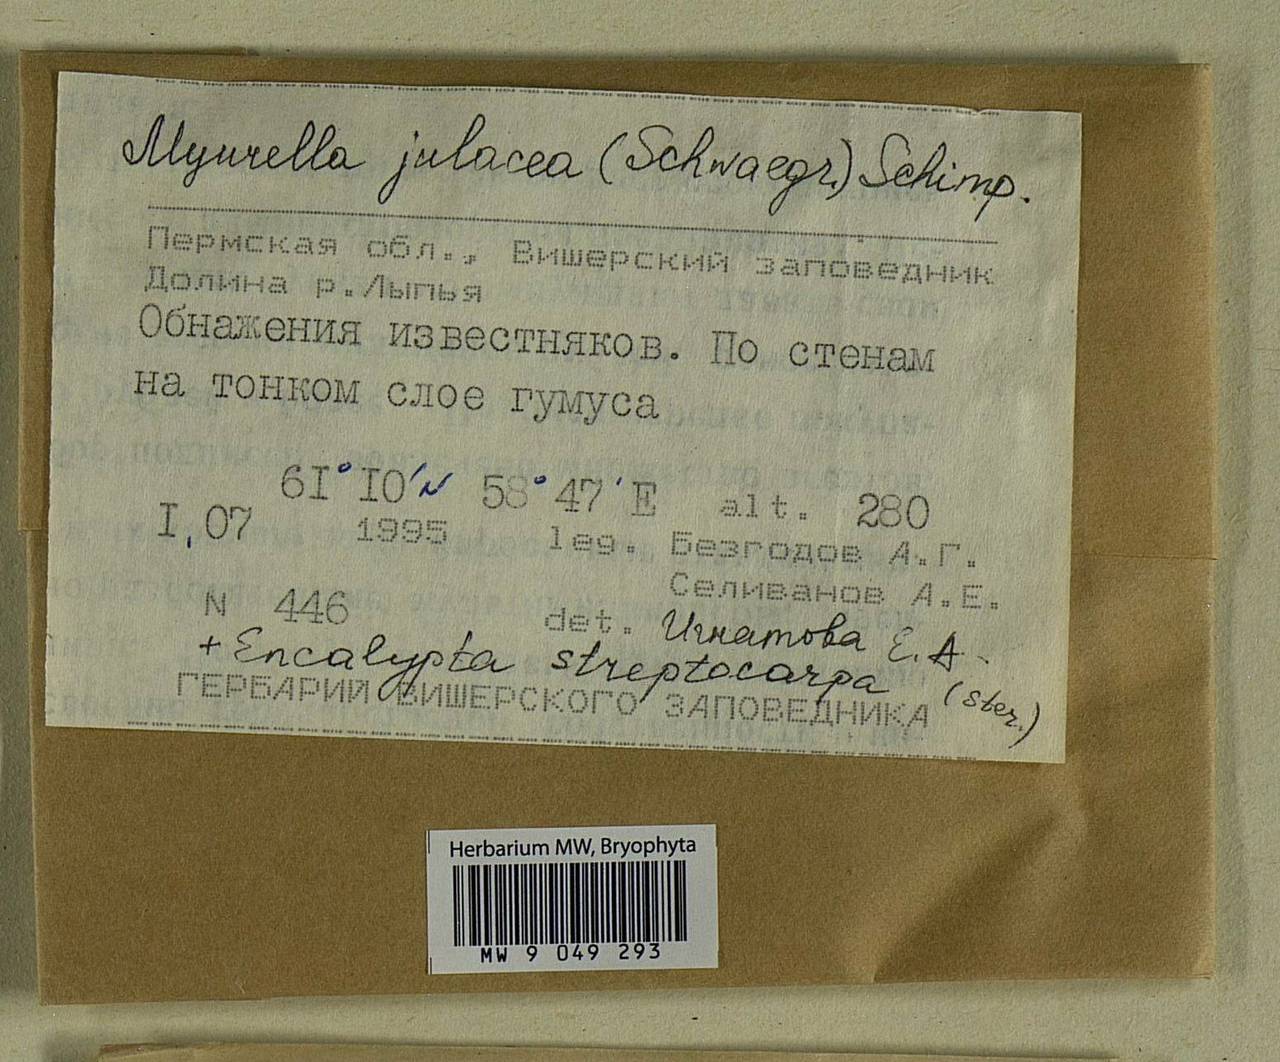 Myurella julacea (Schwaegr.) Schimp.
Пермская обл., Вишерский заповедник
Долина р.Лыпья
Обнажения известняков. По стенам
на тонком слое гумуса
6I°I0'N 58°47'E alt. 280
I.07 1995 leg. Безгодов А.Г.
Селиванов А.Е.
N 446 det. Игнатова Е.А.
+ Encalypta streptocarpa (ster.)
ГЕРБАРИЙ ВИШЕРСКОГО ЗАПОВЕДНИКА
Herbarium MW, Bryophyta
MW 9 049 293